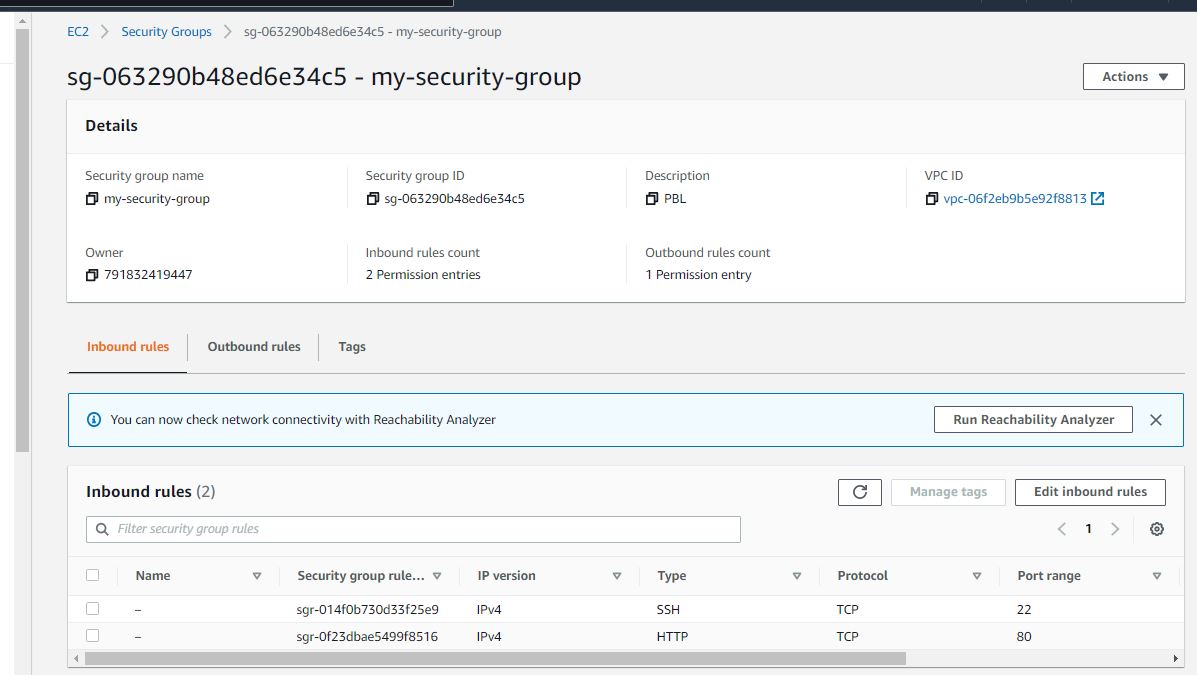 EC2 > Security Groups > sg-063290b48ed6e34c5 - my-security-group
sg-063290b48ed6e34c5 - my-security-group
Actions
Details
Security group name
my-security-group
Security group ID
sg-063290b48ed6e34c5
Description
PBL
VPC ID
vpc-06f2eb9b5e92f8813
Owner
791832419447
Inbound rules count
2 Permission entries
Outbound rules count
1 Permission entry
Inbound rules Outbound rules Tags
You can now check network connectivity with Reachability Analyzer
Run Reachability Analyzer
Inbound rules (2)
Manage tags
Edit inbound rules
Filter security group rules
1
Name Security group rule... IP version Type Protocol Port range
– sgr-014f0b730d33f25e9 IPv4 SSH TCP 22
– sgr-0f23dbae5499f8516 IPv4 HTTP TCP 80